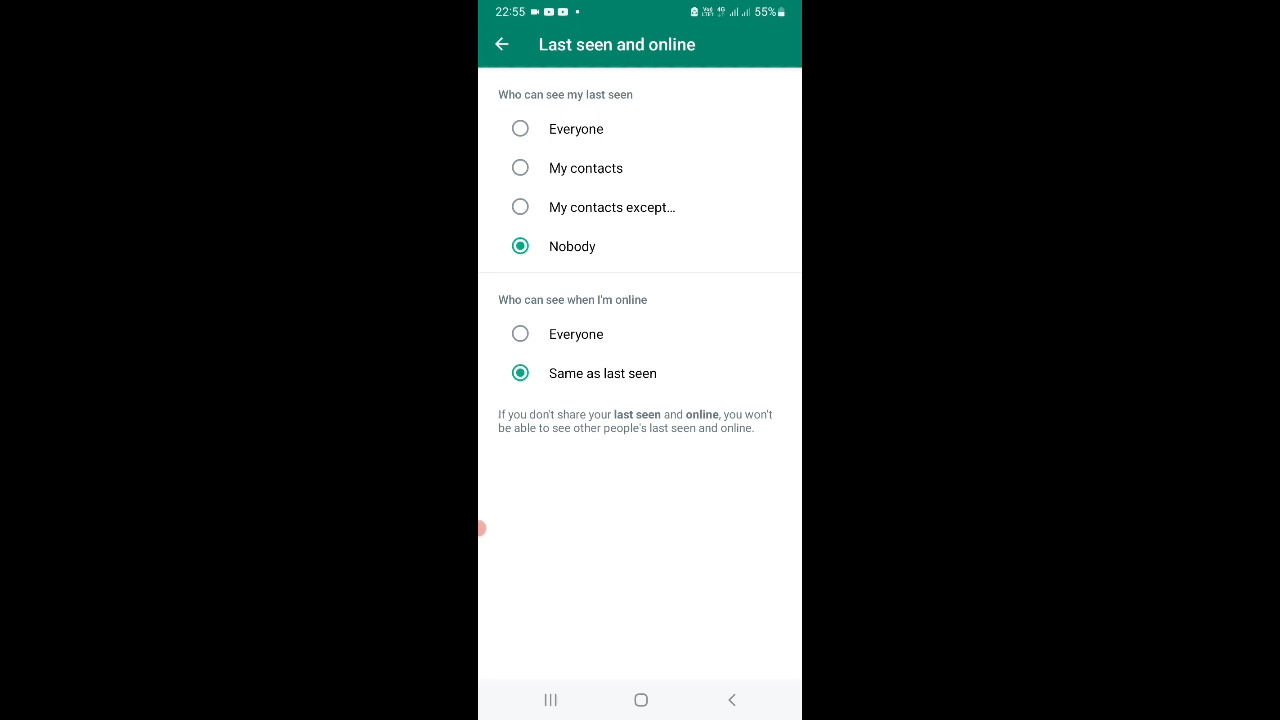 22:55
4G
55%
Last seen and online
Who can see my last seen
Everyone
My contacts
My contacts except...
Nobody
Who can see when I'm online
Everyone
Same as last seen
If you don't share your last seen and online, you won't
be able to see other people's last seen and online.